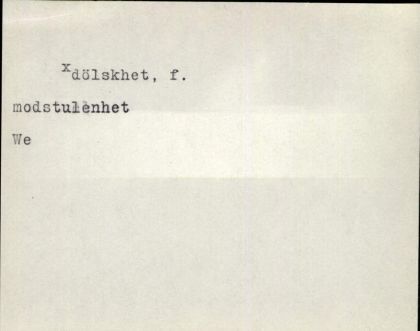 xdölskhet, f.
modstulenhet
We